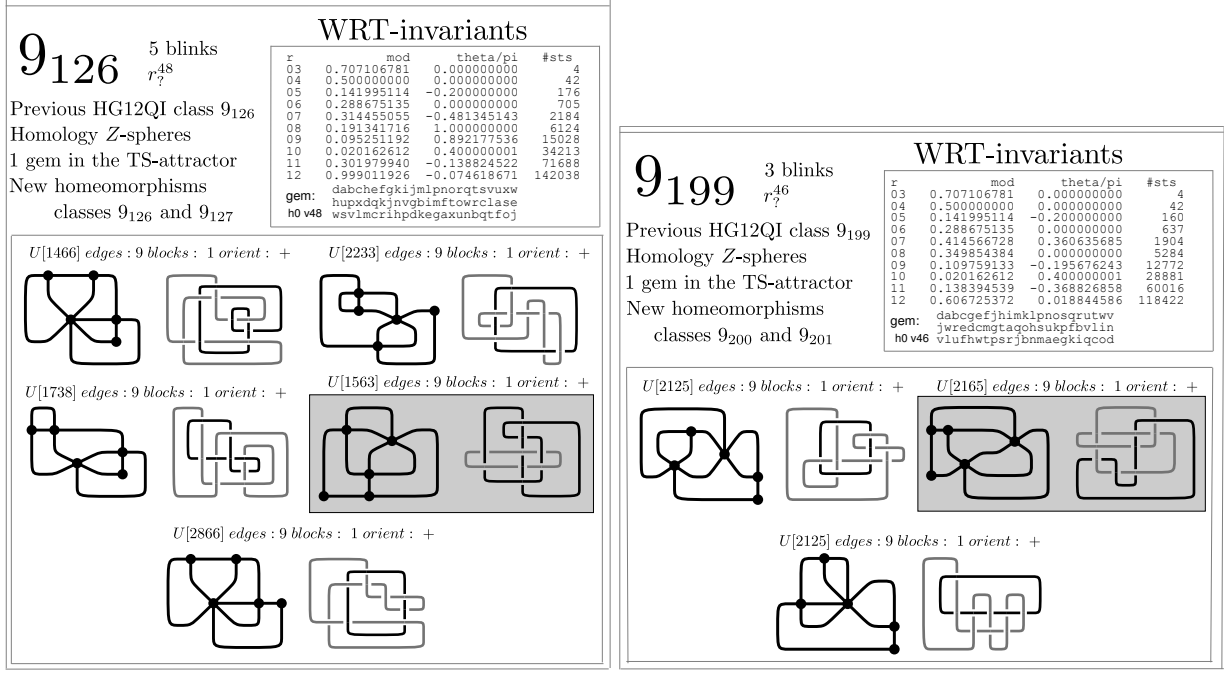 9₁₂₆
5 blinks
r⁴⁸?
Previous HG12QI class 9₁₂₆
Homology Z-spheres
1 gem in the TS-attractor
New homeomorphisms
classes 9₁₂₆ and 9₁₂₇
WRT-invariants
r mod theta/pi #sts
03 0.707106781 0.000000000 4
04 0.500000000 0.000000000 42
05 0.141995114 -0.200000000 176
06 0.288675135 0.000000000 705
07 0.314455055 -0.481345143 2184
08 0.191341716 1.000000000 6124
09 0.095251192 0.892177536 15028
10 0.020162612 0.400000001 34213
11 0.301979940 -0.138824522 71688
12 0.999011926 -0.074618671 142038
gem: dabchefgkijmlpnorqtsvuxw
hupxdqkjnvgbimftowrclase
h0 v48 wsvlmcrihpdkegaxunbqtfoj
U[1466] edges : 9 blocks : 1 orient : +
U[2233] edges : 9 blocks : 1 orient : +
U[1738] edges : 9 blocks : 1 orient : +
U[1563] edges : 9 blocks : 1 orient : +
U[2866] edges : 9 blocks : 1 orient : +
9₁₉₉
3 blinks
r⁴⁶?
Previous HG12QI class 9₁₉₉
Homology Z-spheres
1 gem in the TS-attractor
New homeomorphisms
classes 9₂₀₀ and 9₂₀₁
WRT-invariants
r mod theta/pi #sts
03 0.707106781 0.000000000 4
04 0.500000000 0.000000000 42
05 0.141995114 -0.200000000 160
06 0.288675135 0.000000000 637
07 0.414566728 0.360635685 1904
08 0.349854384 0.000000000 5284
09 0.109759133 -0.195676243 12772
10 0.020162612 0.400000001 28881
11 0.138394539 -0.368826858 60016
12 0.606725372 0.018844586 118422
gem: dabcgefjhimklpnosqrutwv
jwredcmgtaqohsukpfbvlin
h0 v46 vlufhwtpsrjbnmaegkiqcod
U[2125] edges : 9 blocks : 1 orient : +
U[2165] edges : 9 blocks : 1 orient : +
U[2125] edges : 9 blocks : 1 orient : +